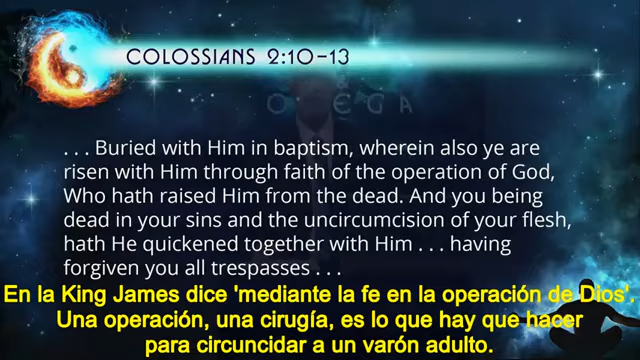 COLOSSIANS 2:10-13
. . . Buried with Him in baptism, wherein also ye are
risen with Him through faith of the operation of God,
Who hath raised Him from the dead. And you being
dead in your sins and the uncircumcision of your flesh,
hath He quickened together with Him . . . having
forgiven you all trespasses . . .
En la King James dice 'mediante la fe en la operación de Dios'.
Una operación, una cirugía, es lo que hay que hacer
para circuncidar a un varón adulto.